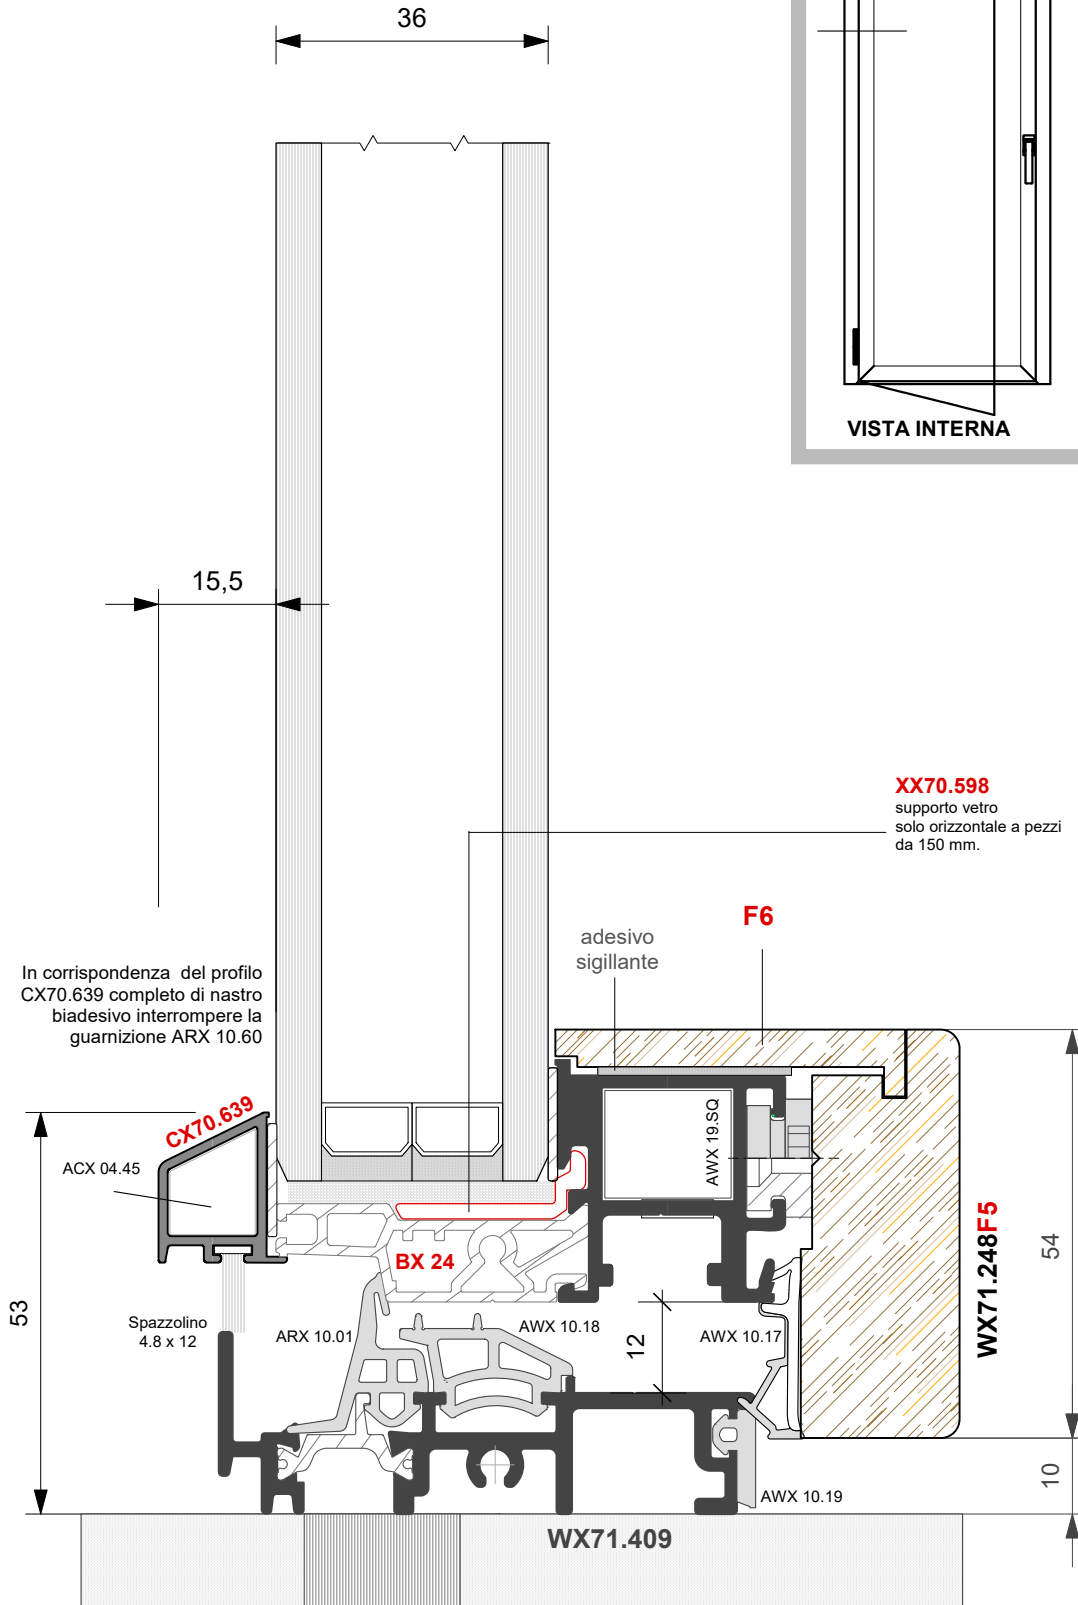 36
VISTA INTERNA
15,5
XX70.598
supporto vetro
solo orizzontale a pezzi
da 150 mm.
F6
adesivo
sigillante
In corrispondenza del profilo
CX70.639 completo di nastro
biadesivo interrompere la
guarnizione ARX 10.60
CX70.639
ACX 04.45
AWX 19.SQ
BX 24
WX71.248F5
54
53
Spazzolino
4.8 x 12
ARX 10.01
AWX 10.18
12
AWX 10.17
10
AWX 10.19
WX71.409